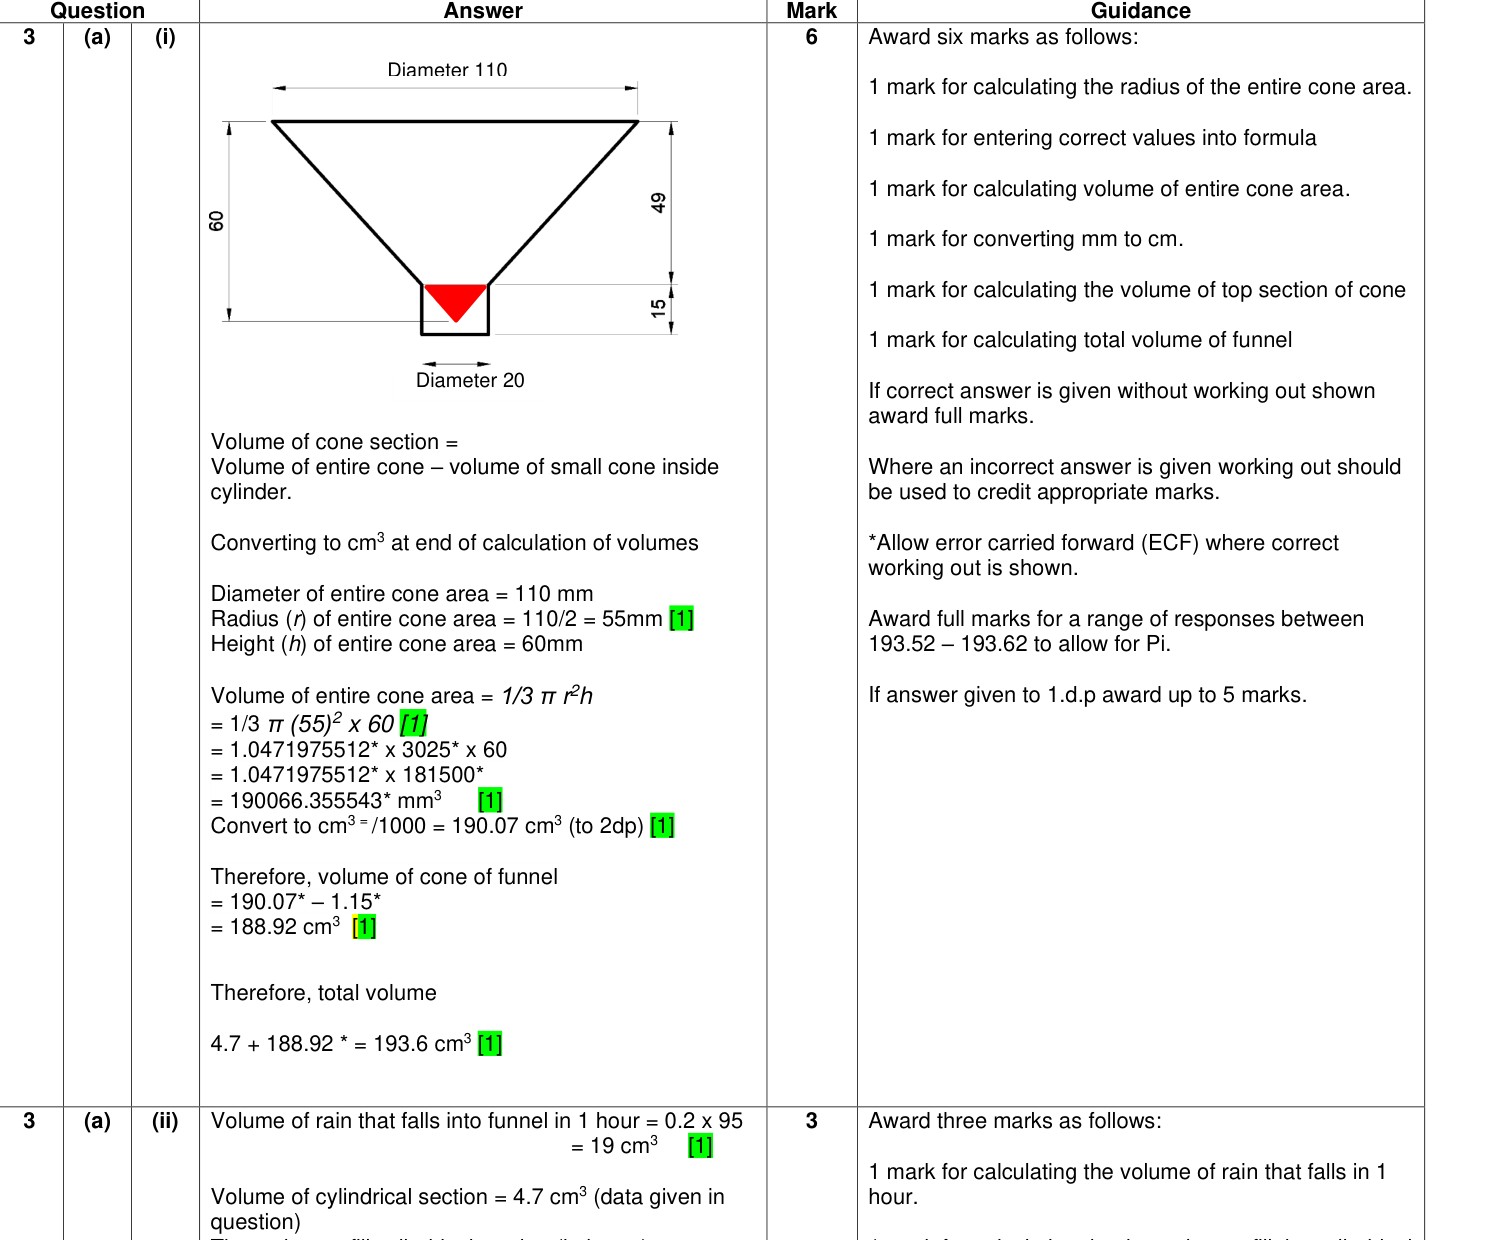 Question Answer Mark Guidance
3 (a) (i) 6
Diameter 110
60
49
15
Diameter 20
Volume of cone section =
Volume of entire cone – volume of small cone inside
cylinder.
Converting to cm³ at end of calculation of volumes
Diameter of entire cone area = 110 mm
Radius (r) of entire cone area = 110/2 = 55mm [1]
Height (h) of entire cone area = 60mm
Volume of entire cone area = 1/3 π r²h
= 1/3 π (55)² x 60 [1]
= 1.0471975512* x 3025* x 60
= 1.0471975512* x 181500*
= 190066.355543* mm³ [1]
Convert to cm³ ⁼ /1000 = 190.07 cm³ (to 2dp) [1]
Therefore, volume of cone of funnel
= 190.07* – 1.15*
= 188.92 cm³ [1]
Therefore, total volume
4.7 + 188.92 * = 193.6 cm³ [1]
Award six marks as follows:
1 mark for calculating the radius of the entire cone area.
1 mark for entering correct values into formula
1 mark for calculating volume of entire cone area.
1 mark for converting mm to cm.
1 mark for calculating the volume of top section of cone
1 mark for calculating total volume of funnel
If correct answer is given without working out shown
award full marks.
Where an incorrect answer is given working out should
be used to credit appropriate marks.
*Allow error carried forward (ECF) where correct
working out is shown.
Award full marks for a range of responses between
193.52 – 193.62 to allow for Pi.
If answer given to 1.d.p award up to 5 marks.
3 (a) (ii) 3
Volume of rain that falls into funnel in 1 hour = 0.2 x 95
= 19 cm³ [1]
Volume of cylindrical section = 4.7 cm³ (data given in
question)
Award three marks as follows:
1 mark for calculating the volume of rain that falls in 1
hour.